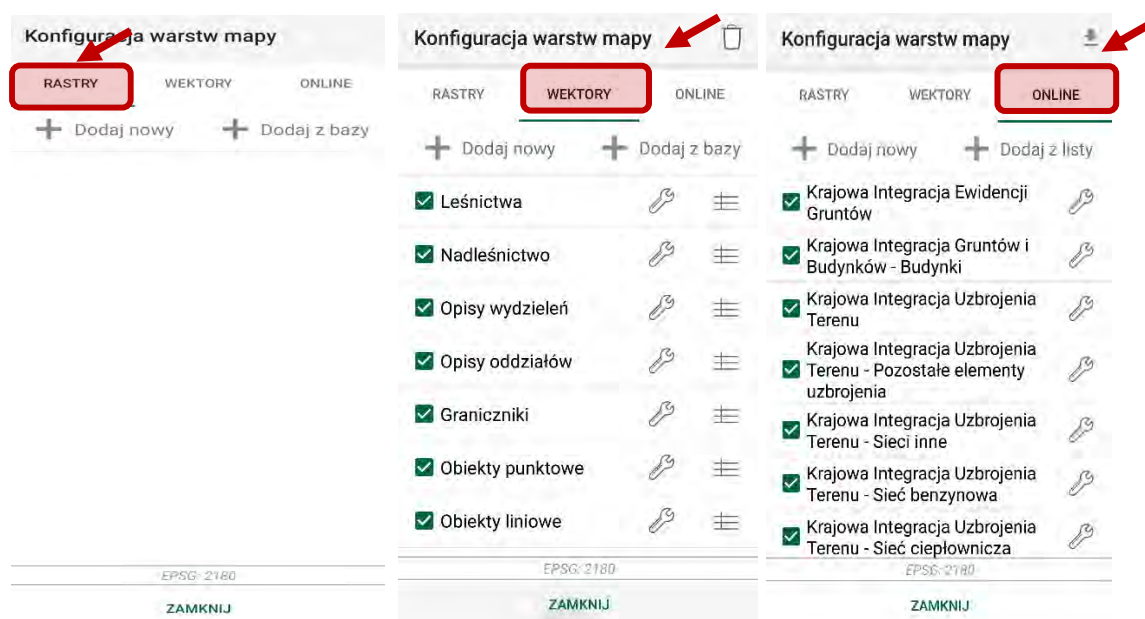 Konfiguracja warstw mapy
RASTRY WEKTORY ONLINE
Dodaj nowy Dodaj z bazy
EPSG: 2180
ZAMKNIJ
Konfiguracja warstw mapy
RASTRY WEKTORY ONLINE
Dodaj nowy Dodaj z bazy
Leśnictwa
Nadleśnictwo
Opisy wydzieleń
Opisy oddziałów
Graniczniki
Obiekty punktowe
Obiekty liniowe
EPSG: 2180
ZAMKNIJ
Konfiguracja warstw mapy
RASTRY WEKTORY ONLINE
Dodaj nowy Dodaj z listy
Krajowa Integracja Ewidencji
Gruntów
Krajowa Integracja Gruntów i
Budynków - Budynki
Krajowa Integracja Uzbrojenia
Terenu
Krajowa Integracja Uzbrojenia
Terenu - Pozostałe elementy
uzbrojenia
Krajowa Integracja Uzbrojenia
Terenu - Sieci inne
Krajowa Integracja Uzbrojenia
Terenu - Sieć benzynowa
Krajowa Integracja Uzbrojenia
Terenu - Sieć ciepłownicza
EPSG: 2180
ZAMKNIJ